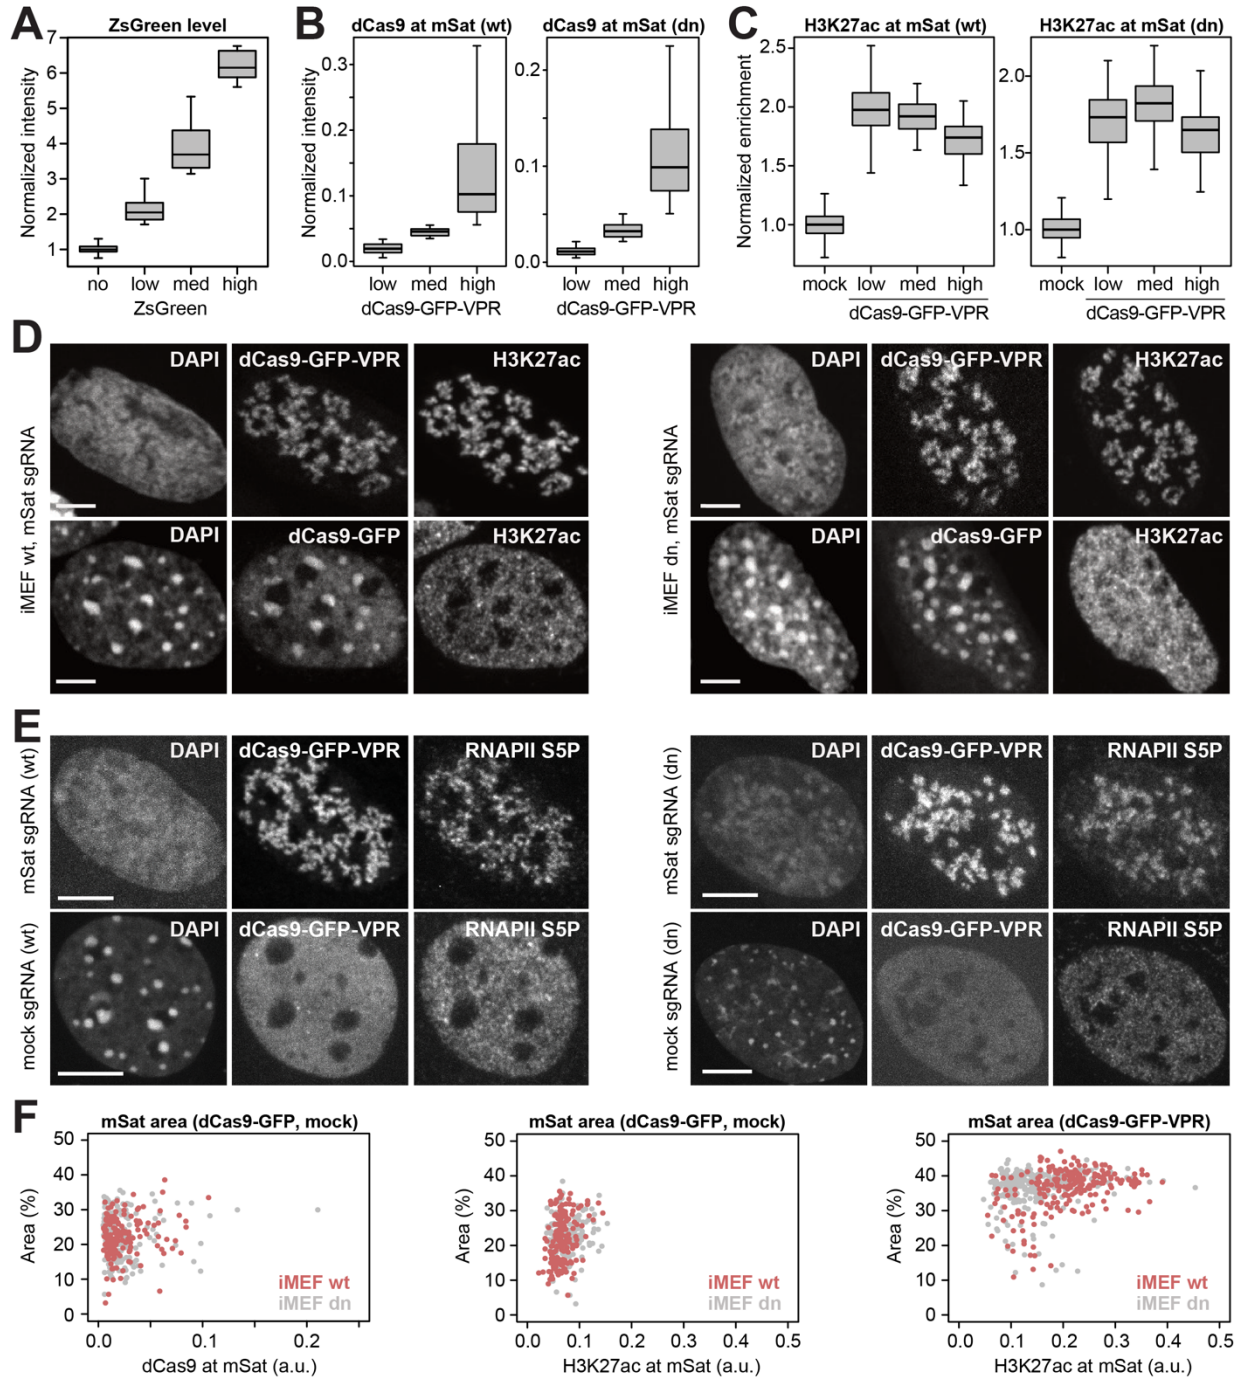 A
ZsGreen level
Normalized intensity
7
6
5
4
3
2
1
no low med high
ZsGreen
B
dCas9 at mSat (wt)
Normalized intensity
0.3
0.2
0.1
0.0
low med high
dCas9-GFP-VPR
dCas9 at mSat (dn)
0.2
0.1
0.0
low med high
dCas9-GFP-VPR
C
H3K27ac at mSat (wt)
Normalized enrichment
2.5
2.0
1.5
1.0
mock low med high
dCas9-GFP-VPR
H3K27ac at mSat (dn)
2.0
1.5
1.0
mock low med high
dCas9-GFP-VPR
D
iMEF wt, mSat sgRNA
DAPI dCas9-GFP-VPR H3K27ac
DAPI dCas9-GFP H3K27ac
iMEF dn, mSat sgRNA
DAPI dCas9-GFP-VPR H3K27ac
DAPI dCas9-GFP H3K27ac
E
mSat sgRNA (wt)
DAPI dCas9-GFP-VPR RNAPII S5P
mock sgRNA (wt)
DAPI dCas9-GFP-VPR RNAPII S5P
mSat sgRNA (dn)
DAPI dCas9-GFP-VPR RNAPII S5P
mock sgRNA (dn)
DAPI dCas9-GFP-VPR RNAPII S5P
F
mSat area (dCas9-GFP, mock)
Area (%)
50
40
30
20
10
0
iMEF wt
iMEF dn
0.0 0.1 0.2
dCas9 at mSat (a.u.)
mSat area (dCas9-GFP, mock)
Area (%)
50
40
30
20
10
0
iMEF wt
iMEF dn
0.0 0.1 0.2 0.3 0.4 0.5
H3K27ac at mSat (a.u.)
mSat area (dCas9-GFP-VPR)
Area (%)
50
40
30
20
10
0
iMEF wt
iMEF dn
0.0 0.1 0.2 0.3 0.4 0.5
H3K27ac at mSat (a.u.)